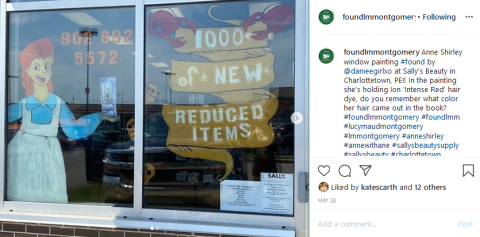 902 892
5572
1000+
of NEW
REDUCED
ITEMS
SALLY.
foundlmmontgomery • Following
foundlmmontgomery Anne Shirley
window painting #found by
@danieegirlxo at Sally's Beauty in
Charlottetown, PEI! In the painting
she's holding Ion 'Intense Red' hair
dye, do you remember what color
her hair came out in the book?
#foundlmmontgomery #foundlmm
#lucymaudmontgomery
#lmmontgomery #anneshirley
#annewithane #sallysbeautysupply
#sallysbeauty #charlottetown
Liked by katescarth and 12 others
MAY 28
Add a comment...
Post